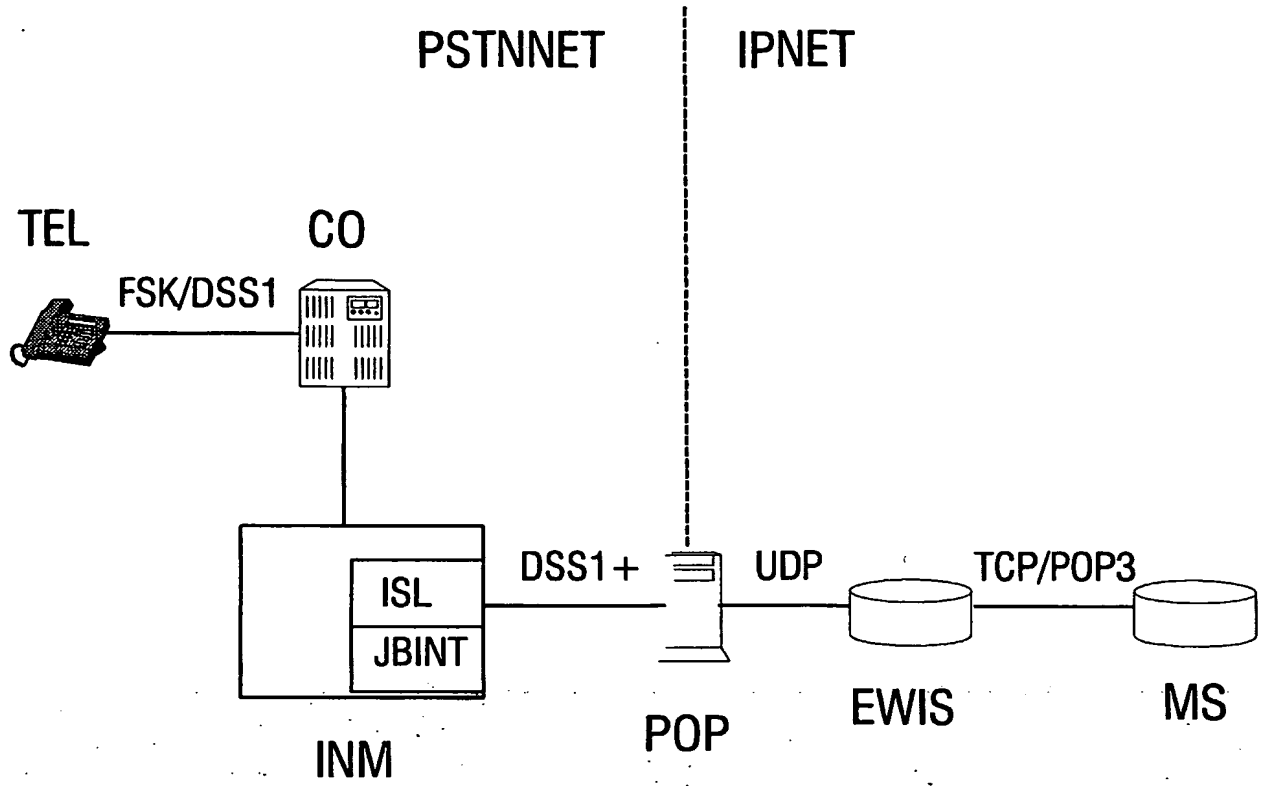 PSTNNET
IPNET
TEL
CO
FSK/DSS1
DSS1+
UDP
TCP/POP3
ISL
JBINT
EWIS
MS
POP
INM